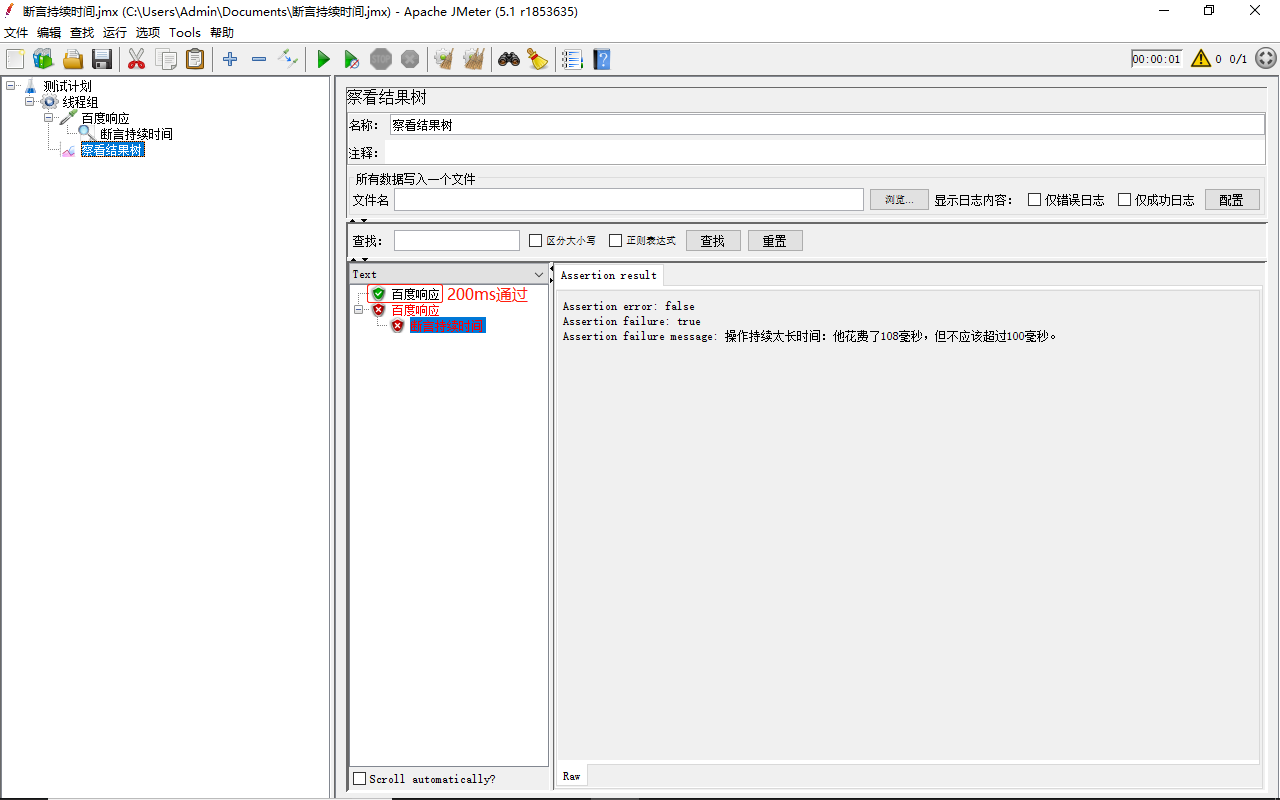 断言持续时间.jmx (C:\Users\Admin\Documents\断言持续时间.jmx) - Apache JMeter (5.1 r1853635)
文件 编辑 查找 运行 选项 Tools 帮助
STOP
00:00:01 0 0/1
测试计划
线程组
百度响应
断言持续时间
察看结果树
察看结果树
名称： 察看结果树
注释：
所有数据写入一个文件
文件名 浏览... 显示日志内容： 仅错误日志 仅成功日志 配置
查找： 区分大小写 正则表达式 查找 重置
Text
百度响应 200ms通过
百度响应
断言持续时间
Scroll automatically?
Assertion result
Assertion error: false
Assertion failure: true
Assertion failure message: 操作持续太长时间：他花费了108毫秒，但不应该超过100毫秒。
Raw